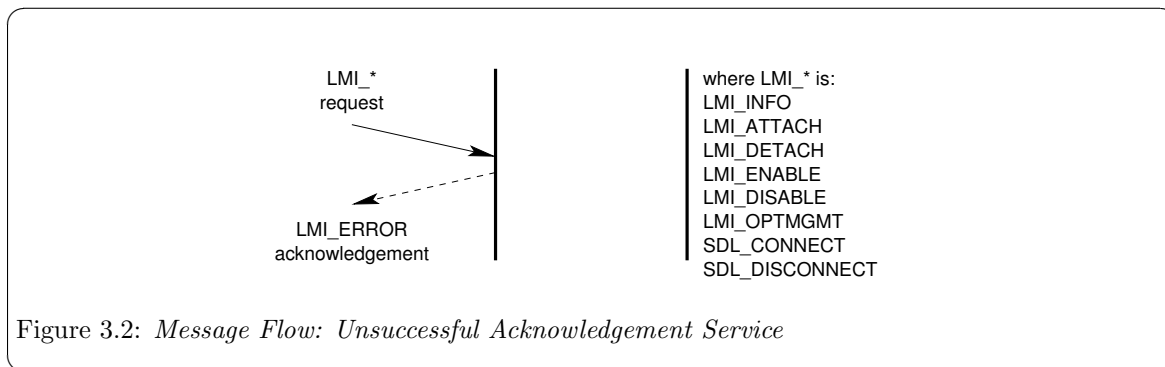 LMI_*
request
LMI_ERROR
acknowledgement
where LMI_* is:
LMI_INFO
LMI_ATTACH
LMI_DETACH
LMI_ENABLE
LMI_DISABLE
LMI_OPTMGMT
SDL_CONNECT
SDL_DISCONNECT
Figure 3.2: Message Flow: Unsuccessful Acknowledgement Service